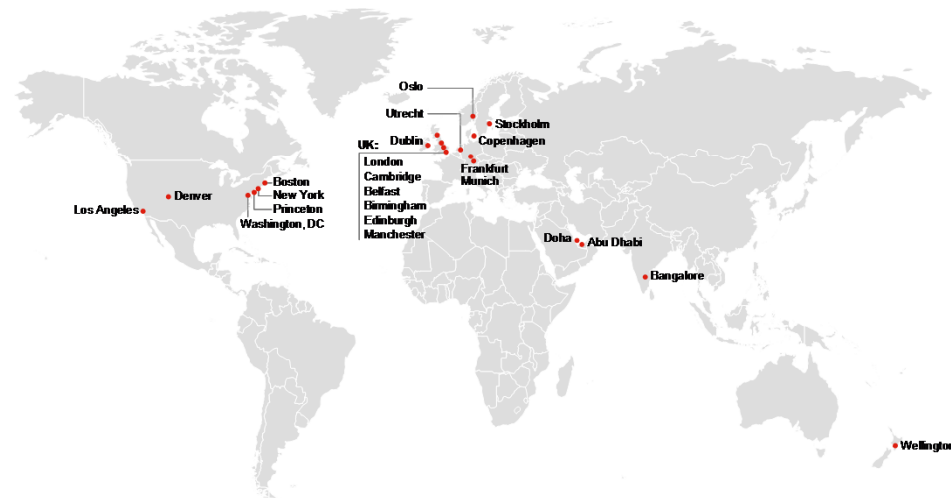 Oslo
Utrecht
Stockholm
UK:
Dublin
Copenhagen
London
Cambridge
Belfast
Birmingham
Edinburgh
Manchester
Frankfurt
Munich
Boston
Denver
New York
Princeton
Los Angeles
Washington, DC
Doha
Abu Dhabi
Bangalore
Wellington